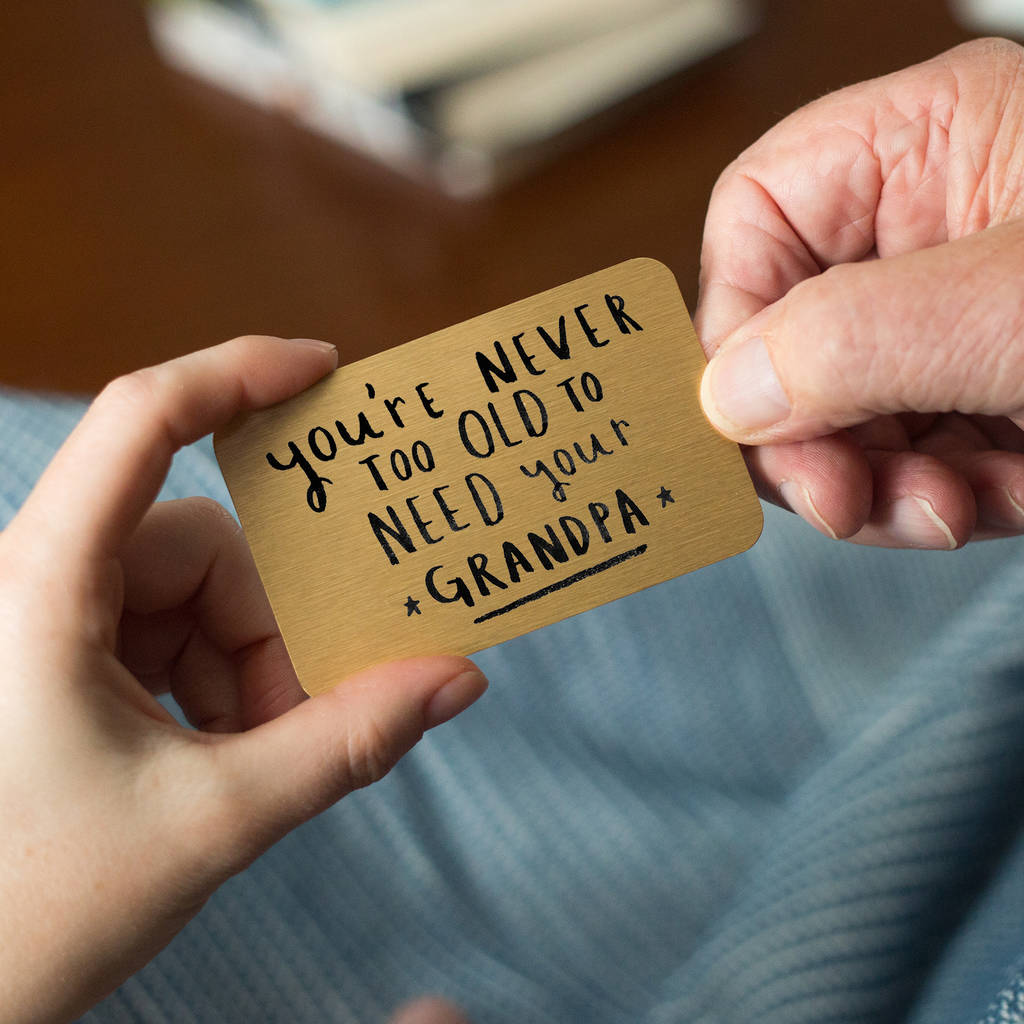 you're NEVER
TOO OLD TO
NEED your
★ GRANDPA ★